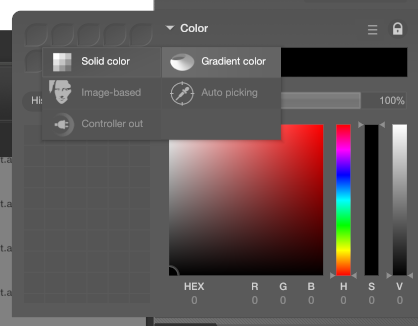 Color
Solid color
Gradient color
Image-based
Auto picking
Hi
100%
Controller out
t.a
t.a
t.a
t.a
HEX R G B H S V
0 0 0 0 0 0 0